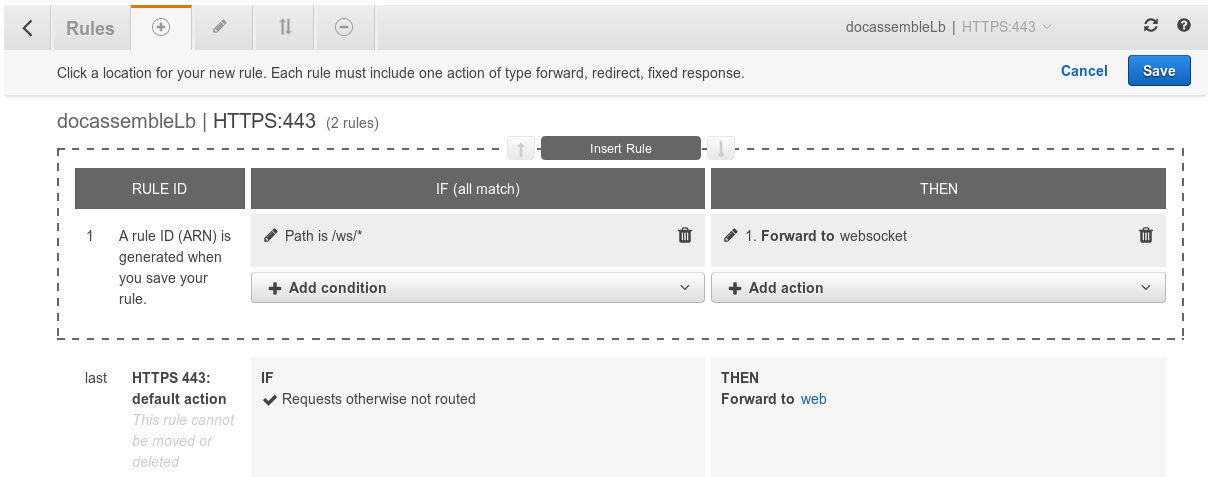 Rules
docassembleLb | HTTPS:443
Click a location for your new rule. Each rule must include one action of type forward, redirect, fixed response.
Cancel
Save
docassembleLb | HTTPS:443 (2 rules)
Insert Rule
RULE ID
IF (all match)
THEN
1
A rule ID (ARN) is
generated when
you save your
rule.
Path is /ws/*
1. Forward to websocket
Add condition
Add action
last
HTTPS 443:
default action
This rule cannot
be moved or
deleted
IF
Requests otherwise not routed
THEN
Forward to web